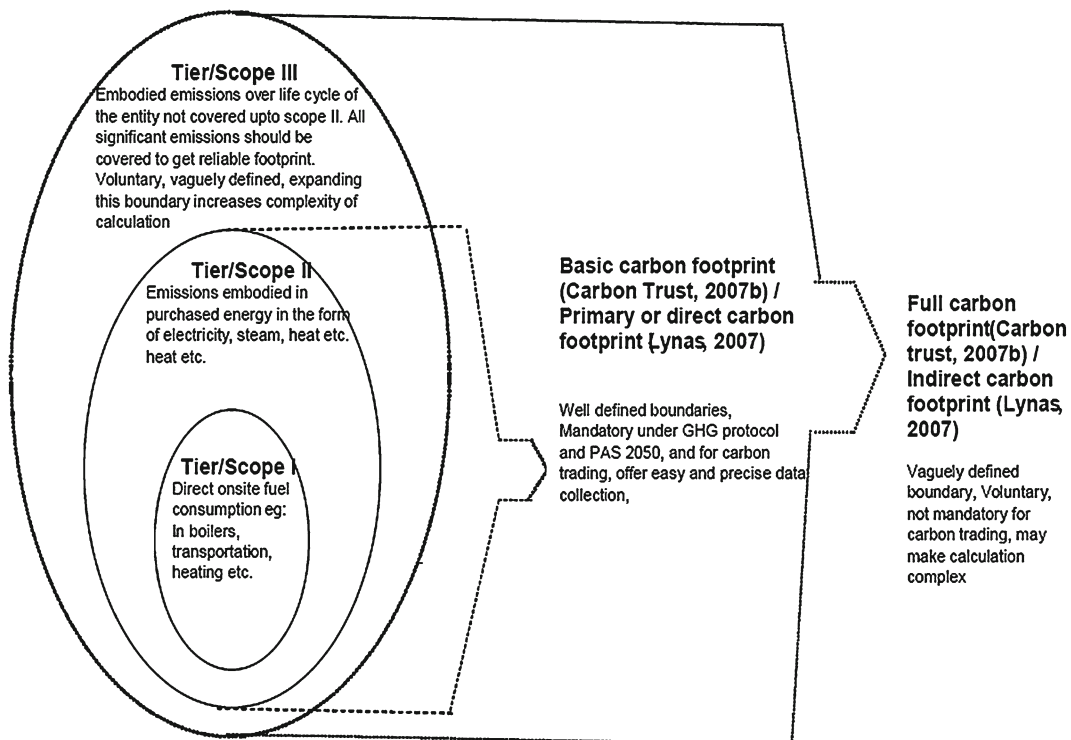 Tier/Scope III
Embodied emissions over life cycle of
the entity not covered upto scope II. All
significant emissions should be
covered to get reliable footprint.
Voluntary, vaguely defined, expanding
this boundary increases complexity of
calculation
Tier/Scope II
Emissions embodied in
purchased energy in the form
of electricity, steam, heat etc.
heat etc.
Tier/Scope I
Direct onsite fuel
consumption eg:
In boilers,
transportation,
heating etc.
Basic carbon footprint
(Carbon Trust, 2007b) /
Primary or direct carbon
footprint (Lynas, 2007)
Well defined boundaries,
Mandatory under GHG protocol
and PAS 2050, and for carbon
trading, offer easy and precise data
collection,
Full carbon
footprint(Carbon
trust, 2007b) /
Indirect carbon
footprint (Lynas,
2007)
Vaguely defined
boundary, Voluntary,
not mandatory for
carbon trading, may
make calculation
complex